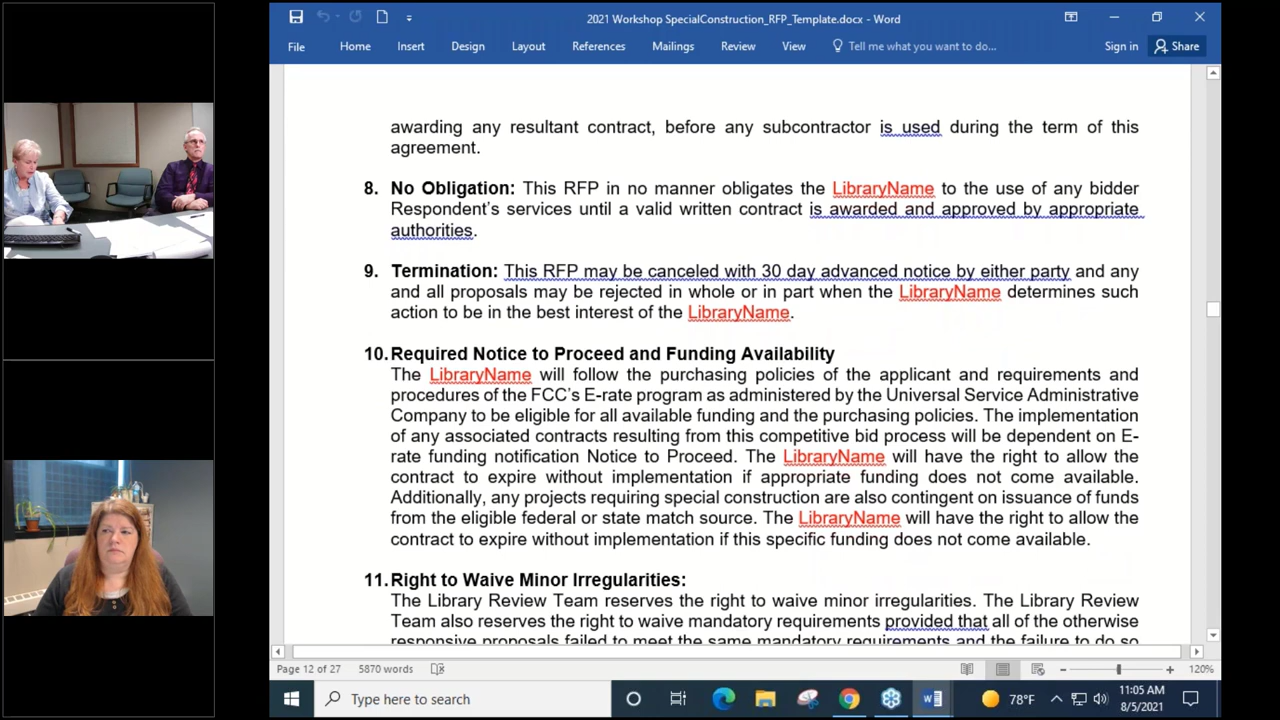 2021 Workshop SpecialConstruction_RFP_Template.docx - Word
File Home Insert Design Layout References Mailings Review View Tell me what you want to do... Sign in Share
awarding any resultant contract, before any subcontractor is used during the term of this
agreement.
8. No Obligation: This RFP in no manner obligates the LibraryName to the use of any bidder
Respondent's services until a valid written contract is awarded and approved by appropriate
authorities.
9. Termination: This RFP may be canceled with 30 day advanced notice by either party and any
and all proposals may be rejected in whole or in part when the LibraryName determines such
action to be in the best interest of the LibraryName.
10. Required Notice to Proceed and Funding Availability
The LibraryName will follow the purchasing policies of the applicant and requirements and
procedures of the FCC's E-rate program as administered by the Universal Service Administrative
Company to be eligible for all available funding and the purchasing policies. The implementation
of any associated contracts resulting from this competitive bid process will be dependent on E-
rate funding notification Notice to Proceed. The LibraryName will have the right to allow the
contract to expire without implementation if appropriate funding does not come available.
Additionally, any projects requiring special construction are also contingent on issuance of funds
from the eligible federal or state match source. The LibraryName will have the right to allow the
contract to expire without implementation if this specific funding does not come available.
11. Right to Waive Minor Irregularities:
The Library Review Team reserves the right to waive minor irregularities. The Library Review
Team also reserves the right to waive mandatory requirements provided that all of the otherwise
responsive proposals failed to meet the same mandatory requirements and the failure to do so
Page 12 of 27 5870 words 120%
Type here to search 78°F 11:05 AM
8/5/2021